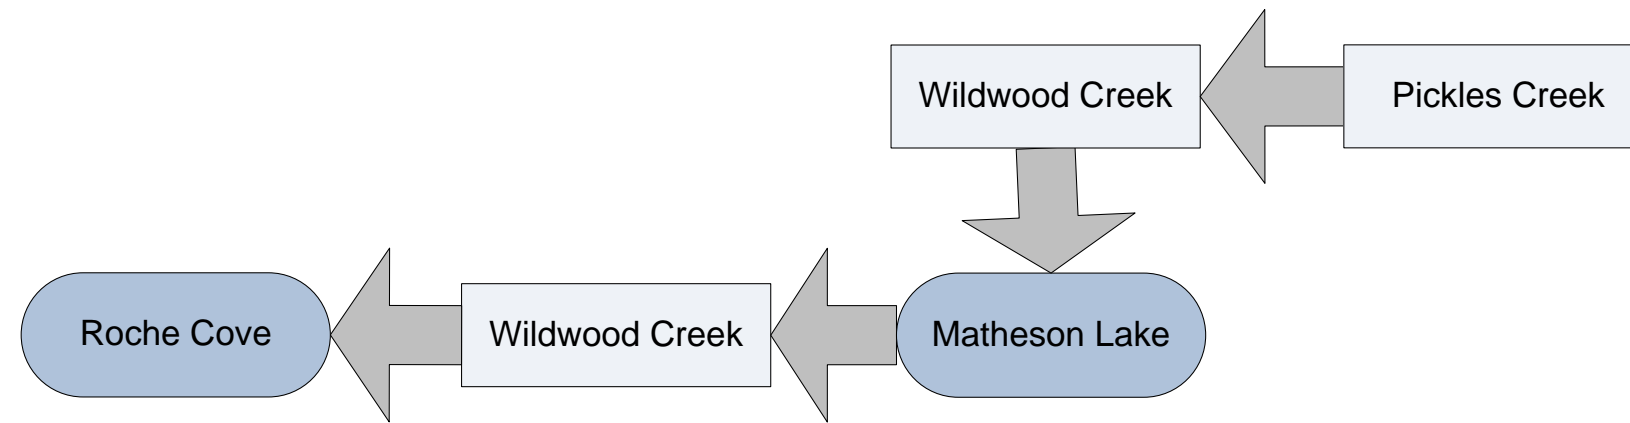 Wildwood Creek
Pickles Creek
Roche Cove
Wildwood Creek
Matheson Lake